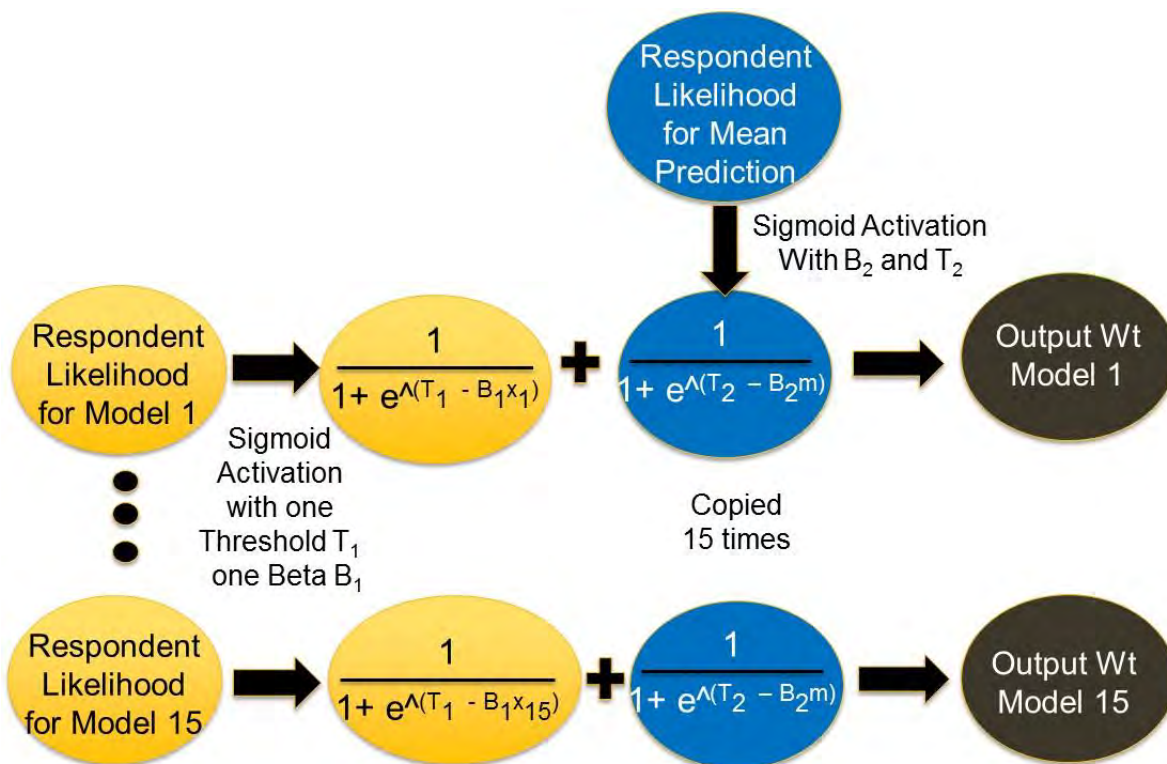 Respondent
Likelihood
for Mean
Prediction
Sigmoid Activation
With B₂ and T₂
Respondent
Likelihood
for Model 1
1
1+ e^(T₁ - B₁x₁)
+
1
1+ e^(T₂ – B₂m)
Output Wt
Model 1
Sigmoid
Activation
with one
Threshold T₁
one Beta B₁
Copied
15 times
Respondent
Likelihood
for Model 15
1
1+ e^(T₁ - B₁x₁₅)
+
1
1+ e^(T₂ – B₂m)
Output Wt
Model 15